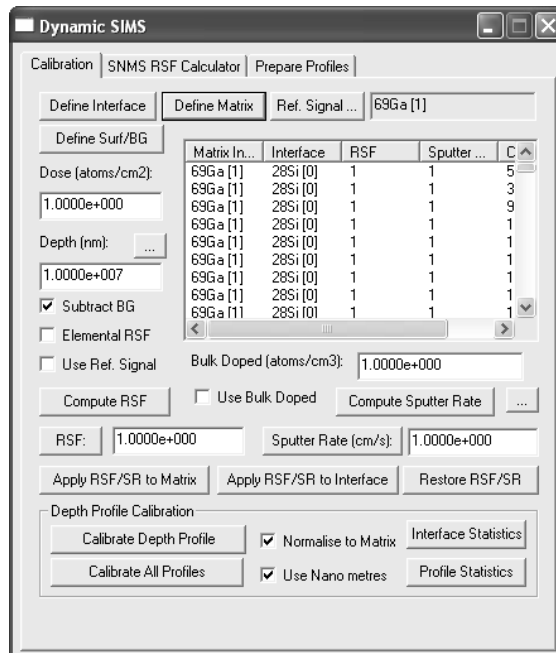 Dynamic SIMS
Calibration SNMS RSF Calculator Prepare Profiles
Define Interface Define Matrix Ref. Signal ... 69Ga [1]
Define Surf/BG
Matrix In... Interface RSF Sputter ... C
69Ga [1] 28Si [0] 1 1 5
69Ga [1] 28Si [0] 1 1 3
69Ga [1] 28Si [0] 1 1 9
69Ga [1] 28Si [0] 1 1 1
69Ga [1] 28Si [0] 1 1 1
69Ga [1] 28Si [0] 1 1 1
69Ga [1] 28Si [0] 1 1 1
69Ga [1] 28Si [0] 1 1 1
69Ga [1] 28Si [0] 1 1 1
Dose (atoms/cm2):
1.0000e+000
Depth (nm): ...
1.0000e+007
Subtract BG
Elemental RSF
Use Ref. Signal
Bulk Doped (atoms/cm3): 1.0000e+000
Compute RSF Use Bulk Doped Compute Sputter Rate ...
RSF: 1.0000e+000 Sputter Rate (cm/s): 1.0000e+000
Apply RSF/SR to Matrix Apply RSF/SR to Interface Restore RSF/SR
Depth Profile Calibration
Calibrate Depth Profile Normalise to Matrix Interface Statistics
Calibrate All Profiles Use Nano metres Profile Statistics